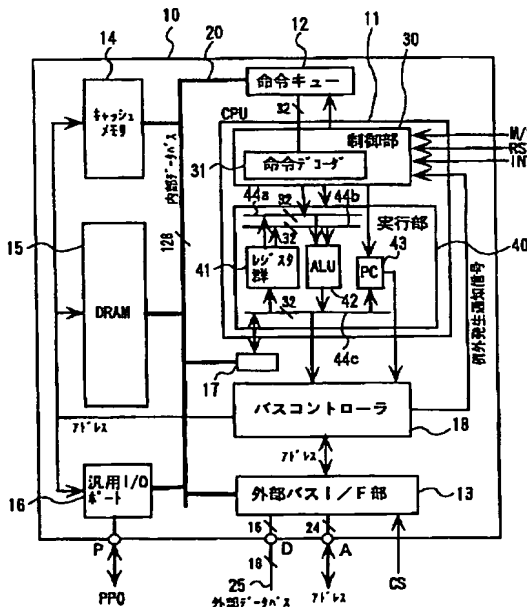 10
11
14
20
12
30
キャッシュ
メモリ
命令キュー
CPU
32
制御部
M/
RS
IN
31
命令デコーダ
内部データバス
44a
32
44b
実行部
15
128
32
40
41
レジスタ
群
ALU
PC
43
DRAM
32
42
例外発生通知信号
17
44c
バスコントローラ
アドレス
18
アドレス
汎用I/O
ポート
16
外部バスI/F部
13
16
24
P
D
A
18
CS
25
PPO
外部データバス
アドレス